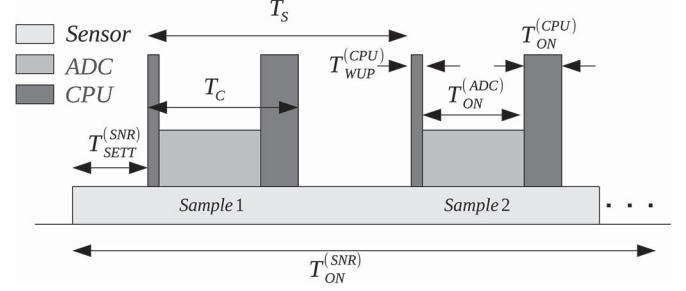 Sensor
ADC
CPU
T_S
T_C
T_SETT^(SNR)
T_WUP^(CPU)
T_ON^(ADC)
T_ON^(CPU)
Sample 1
Sample 2
. . .
T_ON^(SNR)